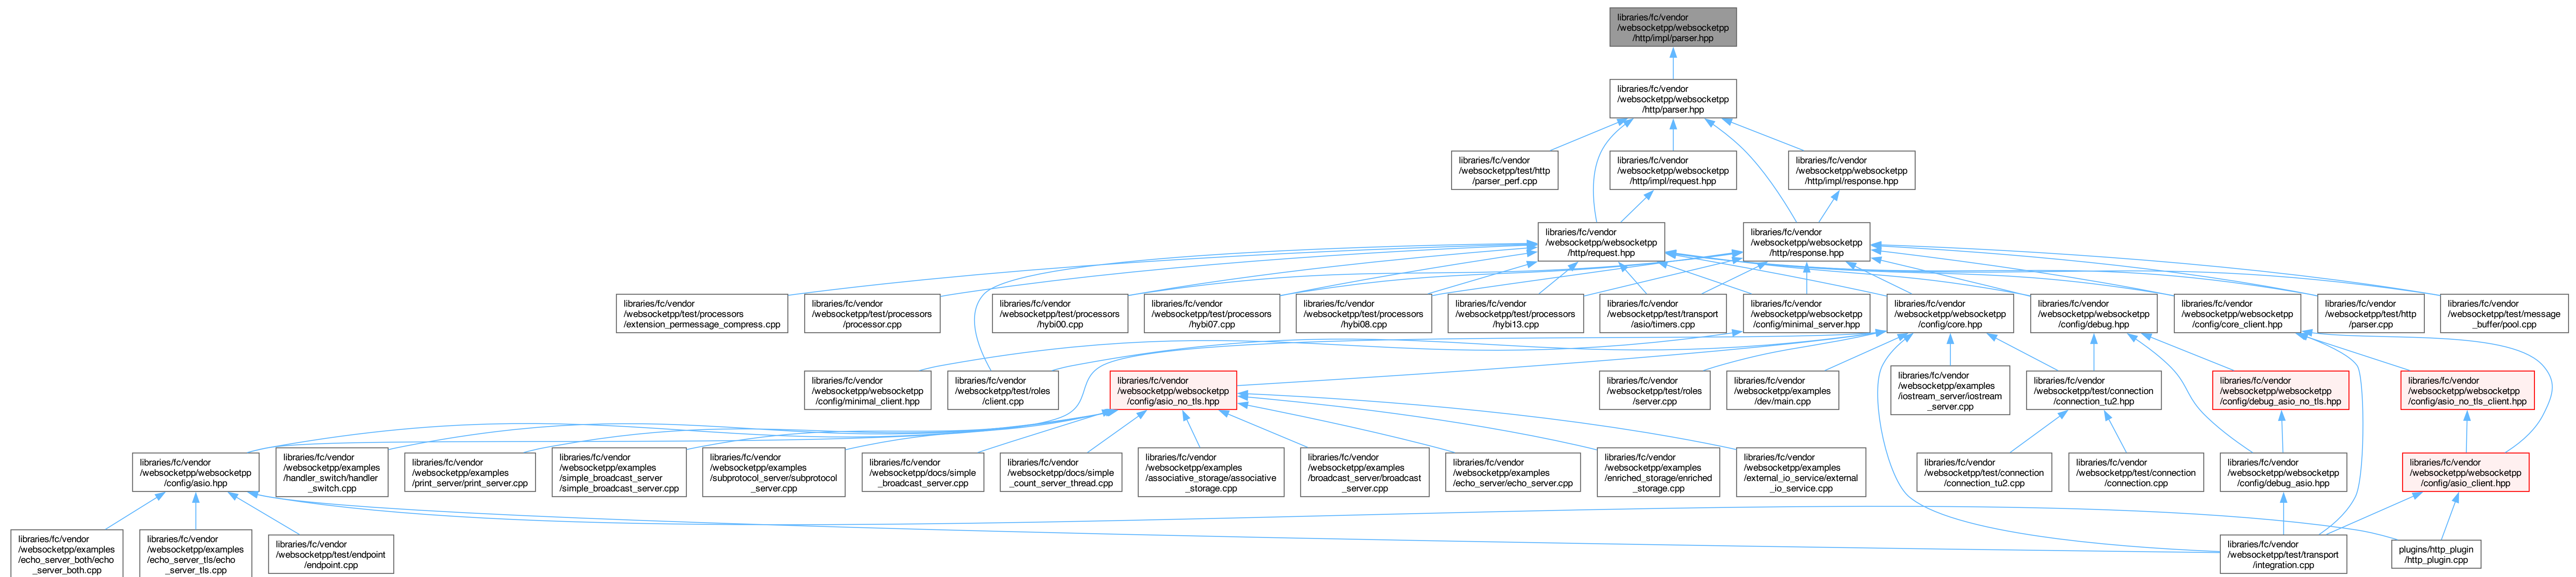 libraries/fc/vendor
/websocketpp/websocketpp
/http/impl/parser.hpp
libraries/fc/vendor
/websocketpp/websocketpp
/http/parser.hpp
libraries/fc/vendor
/websocketpp/test/http
/parser_perf.cpp
libraries/fc/vendor
/websocketpp/websocketpp
/http/impl/request.hpp
libraries/fc/vendor
/websocketpp/websocketpp
/http/impl/response.hpp
libraries/fc/vendor
/websocketpp/websocketpp
/http/request.hpp
libraries/fc/vendor
/websocketpp/websocketpp
/http/response.hpp
libraries/fc/vendor
/websocketpp/test/processors
/extension_permessage_compress.cpp
libraries/fc/vendor
/websocketpp/test/processors
/processor.cpp
libraries/fc/vendor
/websocketpp/test/processors
/hybi00.cpp
libraries/fc/vendor
/websocketpp/test/processors
/hybi07.cpp
libraries/fc/vendor
/websocketpp/test/processors
/hybi08.cpp
libraries/fc/vendor
/websocketpp/test/processors
/hybi13.cpp
libraries/fc/vendor
/websocketpp/test/transport
/asio/timers.cpp
libraries/fc/vendor
/websocketpp/websocketpp
/config/minimal_server.hpp
libraries/fc/vendor
/websocketpp/websocketpp
/config/core.hpp
libraries/fc/vendor
/websocketpp/websocketpp
/config/debug.hpp
libraries/fc/vendor
/websocketpp/websocketpp
/config/core_client.hpp
libraries/fc/vendor
/websocketpp/test/http
/parser.cpp
libraries/fc/vendor
/websocketpp/test/message
_buffer/pool.cpp
libraries/fc/vendor
/websocketpp/websocketpp
/config/minimal_client.hpp
libraries/fc/vendor
/websocketpp/test/roles
/client.cpp
libraries/fc/vendor
/websocketpp/websocketpp
/config/asio_no_tls.hpp
libraries/fc/vendor
/websocketpp/test/roles
/server.cpp
libraries/fc/vendor
/websocketpp/examples
/dev/main.cpp
libraries/fc/vendor
/websocketpp/examples
/iostream_server/iostream
_server.cpp
libraries/fc/vendor
/websocketpp/test/connection
/connection_tu2.hpp
libraries/fc/vendor
/websocketpp/websocketpp
/config/debug_asio_no_tls.hpp
libraries/fc/vendor
/websocketpp/websocketpp
/config/asio_no_tls_client.hpp
libraries/fc/vendor
/websocketpp/websocketpp
/config/asio.hpp
libraries/fc/vendor
/websocketpp/examples
/handler_switch/handler
_switch.cpp
libraries/fc/vendor
/websocketpp/examples
/print_server/print_server.cpp
libraries/fc/vendor
/websocketpp/examples
/simple_broadcast_server
/simple_broadcast_server.cpp
libraries/fc/vendor
/websocketpp/examples
/subprotocol_server/subprotocol
_server.cpp
libraries/fc/vendor
/websocketpp/docs/simple
_broadcast_server.cpp
libraries/fc/vendor
/websocketpp/docs/simple
_count_server_thread.cpp
libraries/fc/vendor
/websocketpp/examples
/associative_storage/associative
_storage.cpp
libraries/fc/vendor
/websocketpp/examples
/broadcast_server/broadcast
_server.cpp
libraries/fc/vendor
/websocketpp/examples
/echo_server/echo_server.cpp
libraries/fc/vendor
/websocketpp/examples
/enriched_storage/enriched
_storage.cpp
libraries/fc/vendor
/websocketpp/examples
/external_io_service/external
_io_service.cpp
libraries/fc/vendor
/websocketpp/test/connection
/connection_tu2.cpp
libraries/fc/vendor
/websocketpp/test/connection
/connection.cpp
libraries/fc/vendor
/websocketpp/websocketpp
/config/debug_asio.hpp
libraries/fc/vendor
/websocketpp/websocketpp
/config/asio_client.hpp
libraries/fc/vendor
/websocketpp/examples
/echo_server_both/echo
_server_both.cpp
libraries/fc/vendor
/websocketpp/examples
/echo_server_tls/echo
_server_tls.cpp
libraries/fc/vendor
/websocketpp/test/endpoint
/endpoint.cpp
libraries/fc/vendor
/websocketpp/test/transport
/integration.cpp
plugins/http_plugin
/http_plugin.cpp